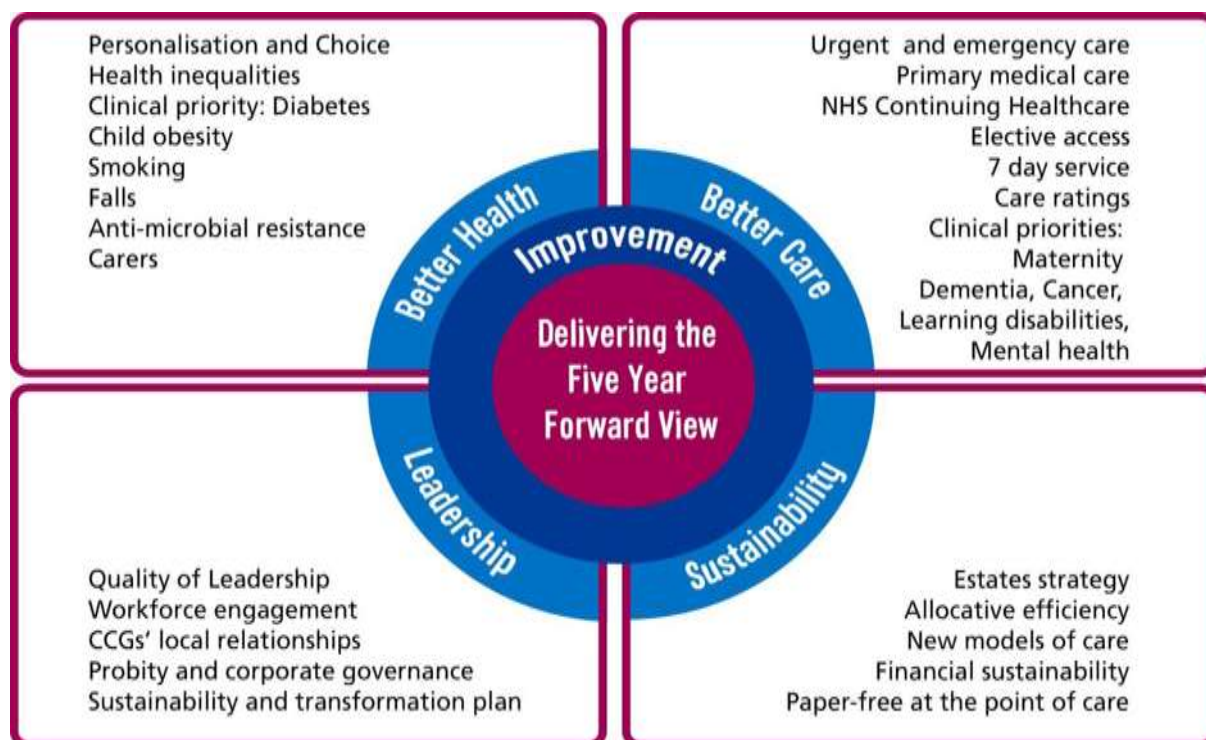 Personalisation and Choice
Health inequalities
Clinical priority: Diabetes
Child obesity
Smoking
Falls
Anti-microbial resistance
Carers
Urgent and emergency care
Primary medical care
NHS Continuing Healthcare
Elective access
7 day service
Care ratings
Clinical priorities:
Maternity
Dementia, Cancer,
Learning disabilities,
Mental health
Better Health
Better Care
Improvement
Delivering the
Five Year
Forward View
Leadership
Sustainability
Quality of Leadership
Workforce engagement
CCGs' local relationships
Probity and corporate governance
Sustainability and transformation plan
Estates strategy
Allocative efficiency
New models of care
Financial sustainability
Paper-free at the point of care